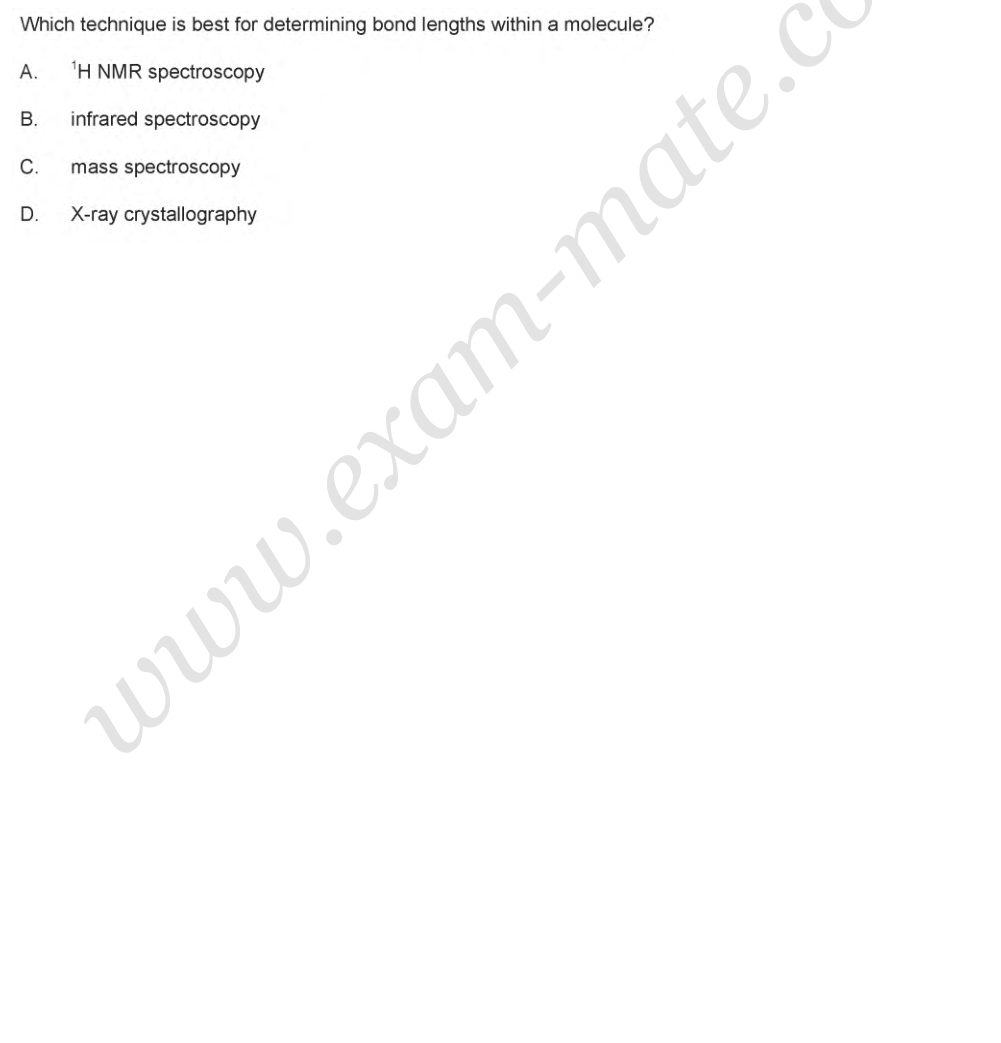 Which technique is best for determining bond lengths within a molecule?
A. ¹H NMR spectroscopy
B. infrared spectroscopy
C. mass spectroscopy
D. X-ray crystallography
www.exam-mate.co